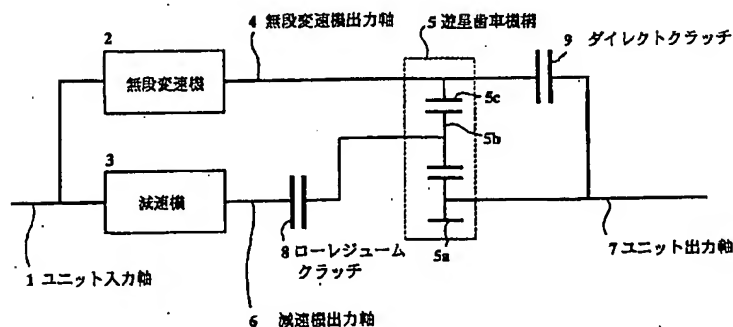 4 無段変速機出力軸
5 遊星歯車機構
9 ダイレクトクラッチ
2
無段変速機
5c
5b
3
減速機
5a
8 ローレジューム
クラッチ
7 ユニット出力軸
1 ユニット入力軸
6 減速機出力軸